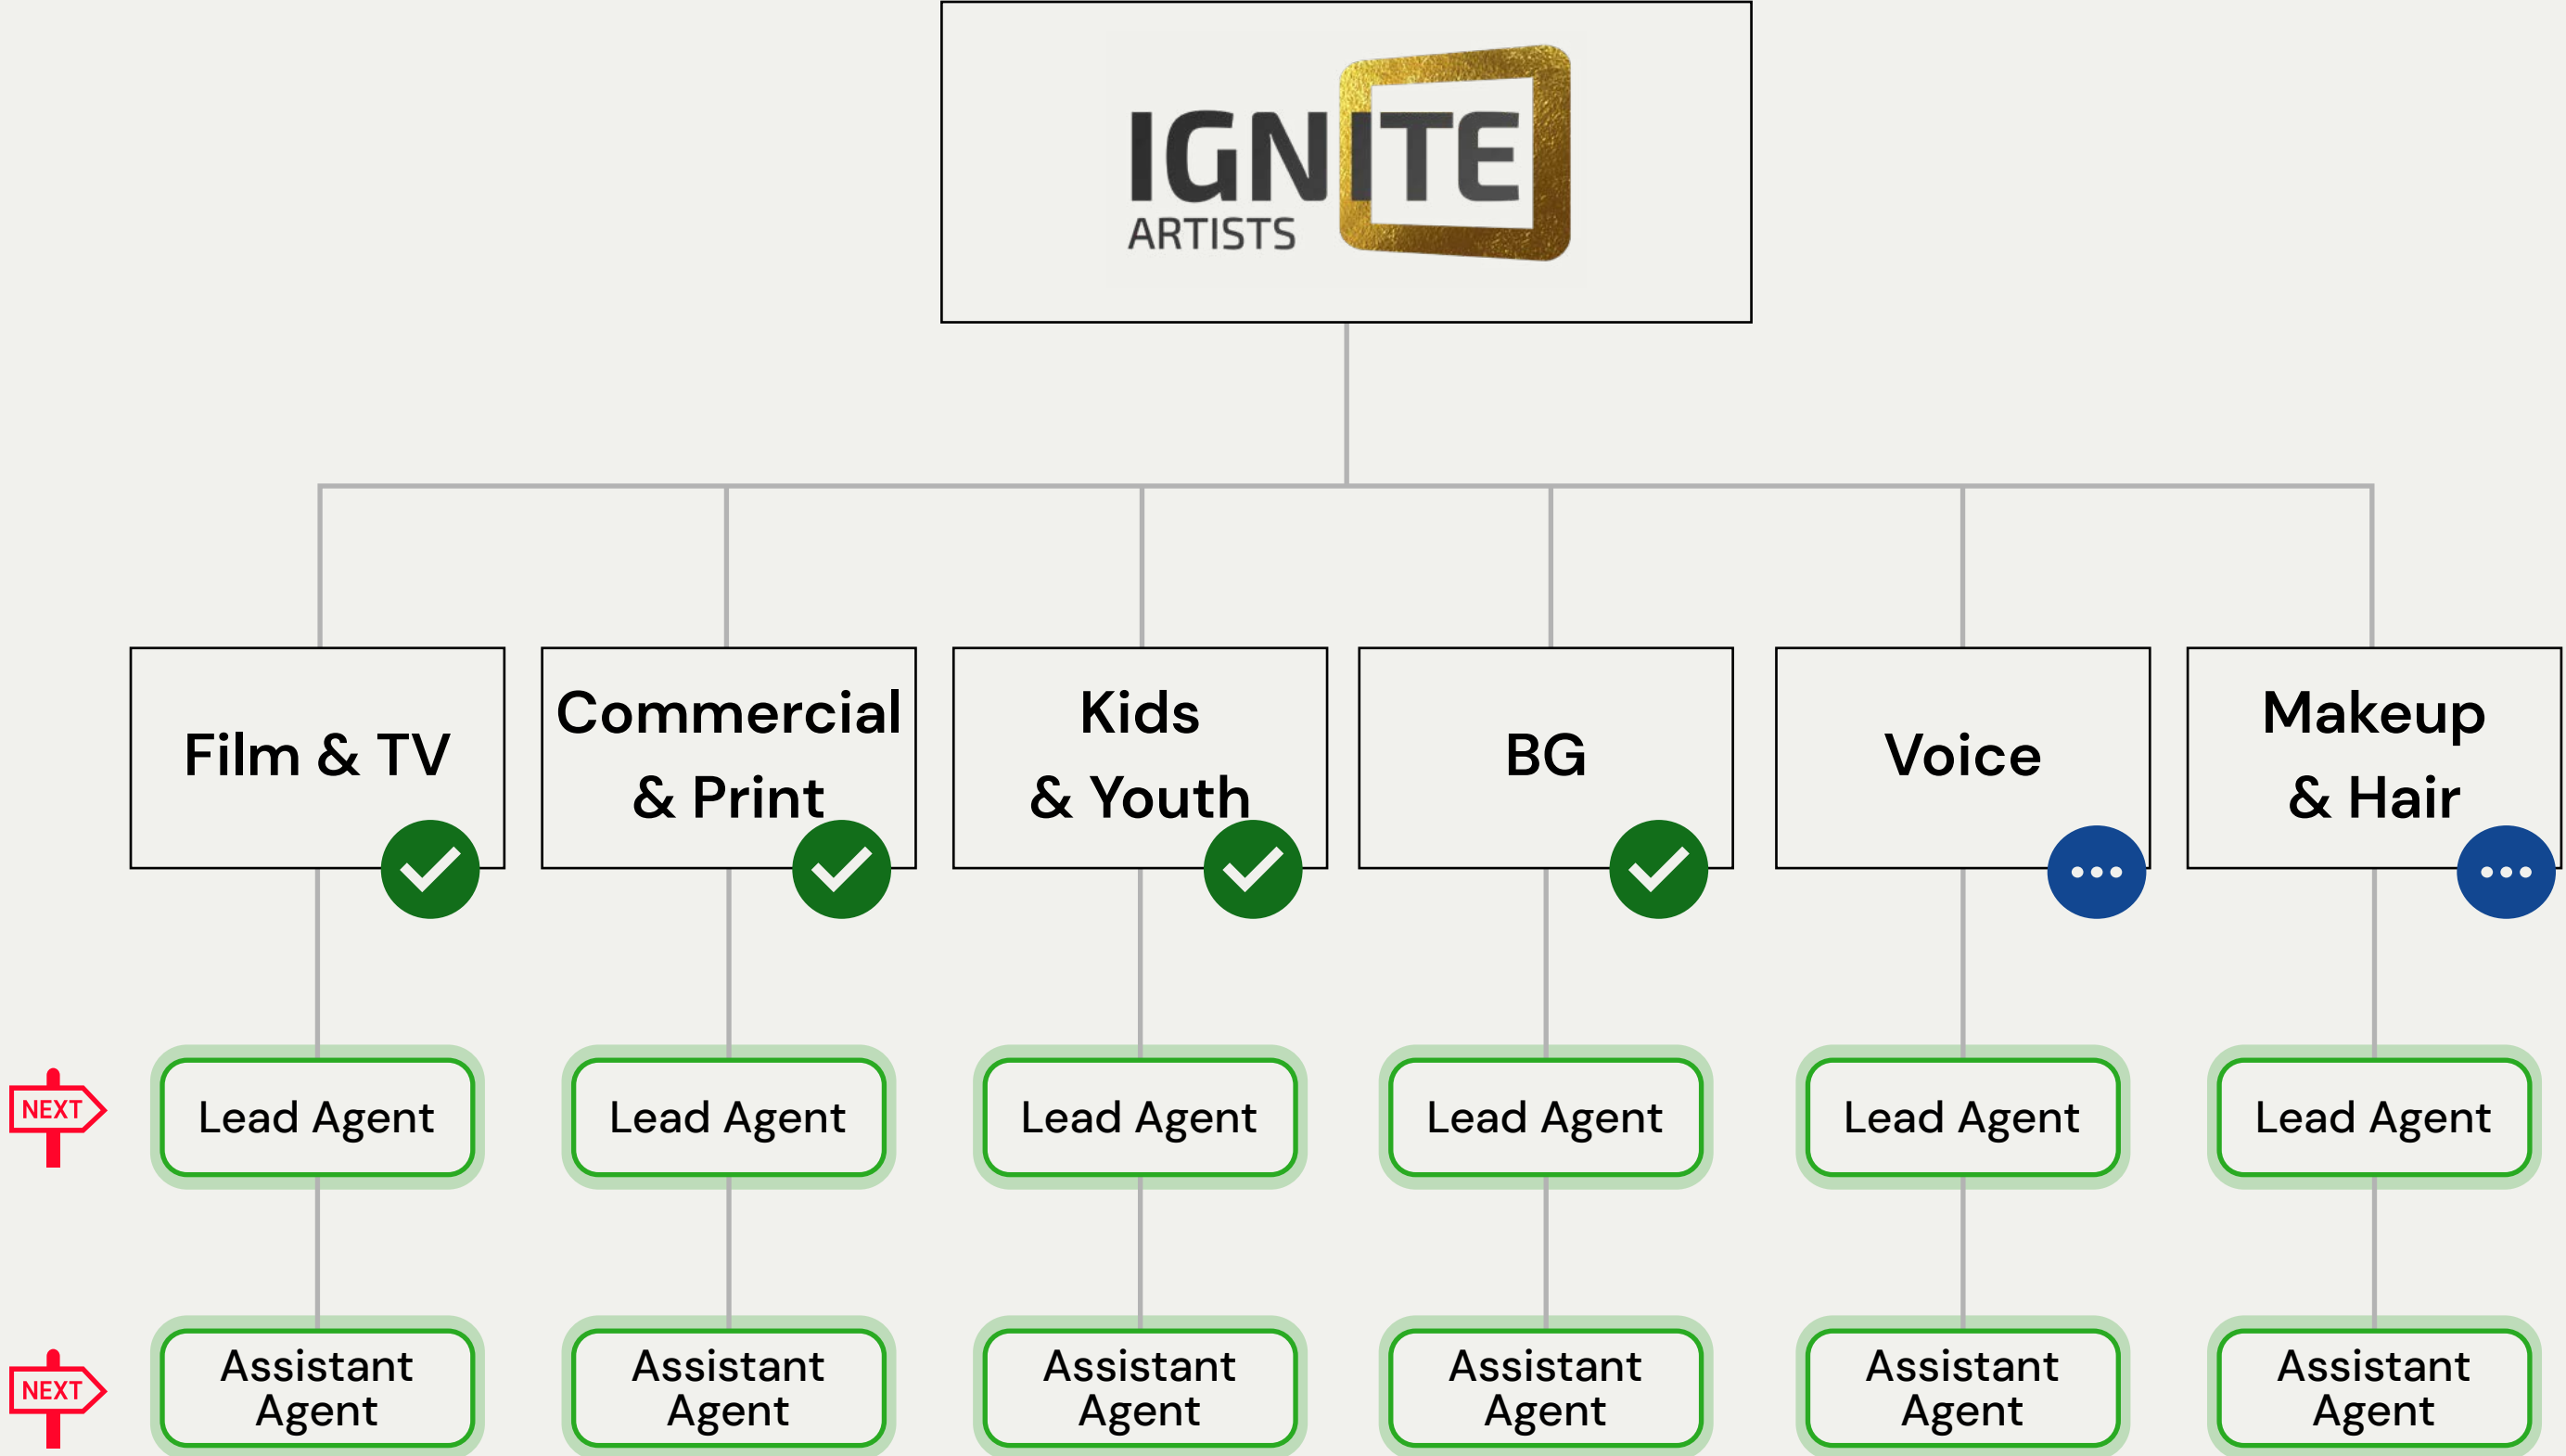 IGNITE
ARTISTS
Film & TV
Commercial
& Print
Kids
& Youth
BG
Voice
Makeup
& Hair
NEXT
Lead Agent
Lead Agent
Lead Agent
Lead Agent
Lead Agent
Lead Agent
NEXT
Assistant
Agent
Assistant
Agent
Assistant
Agent
Assistant
Agent
Assistant
Agent
Assistant
Agent